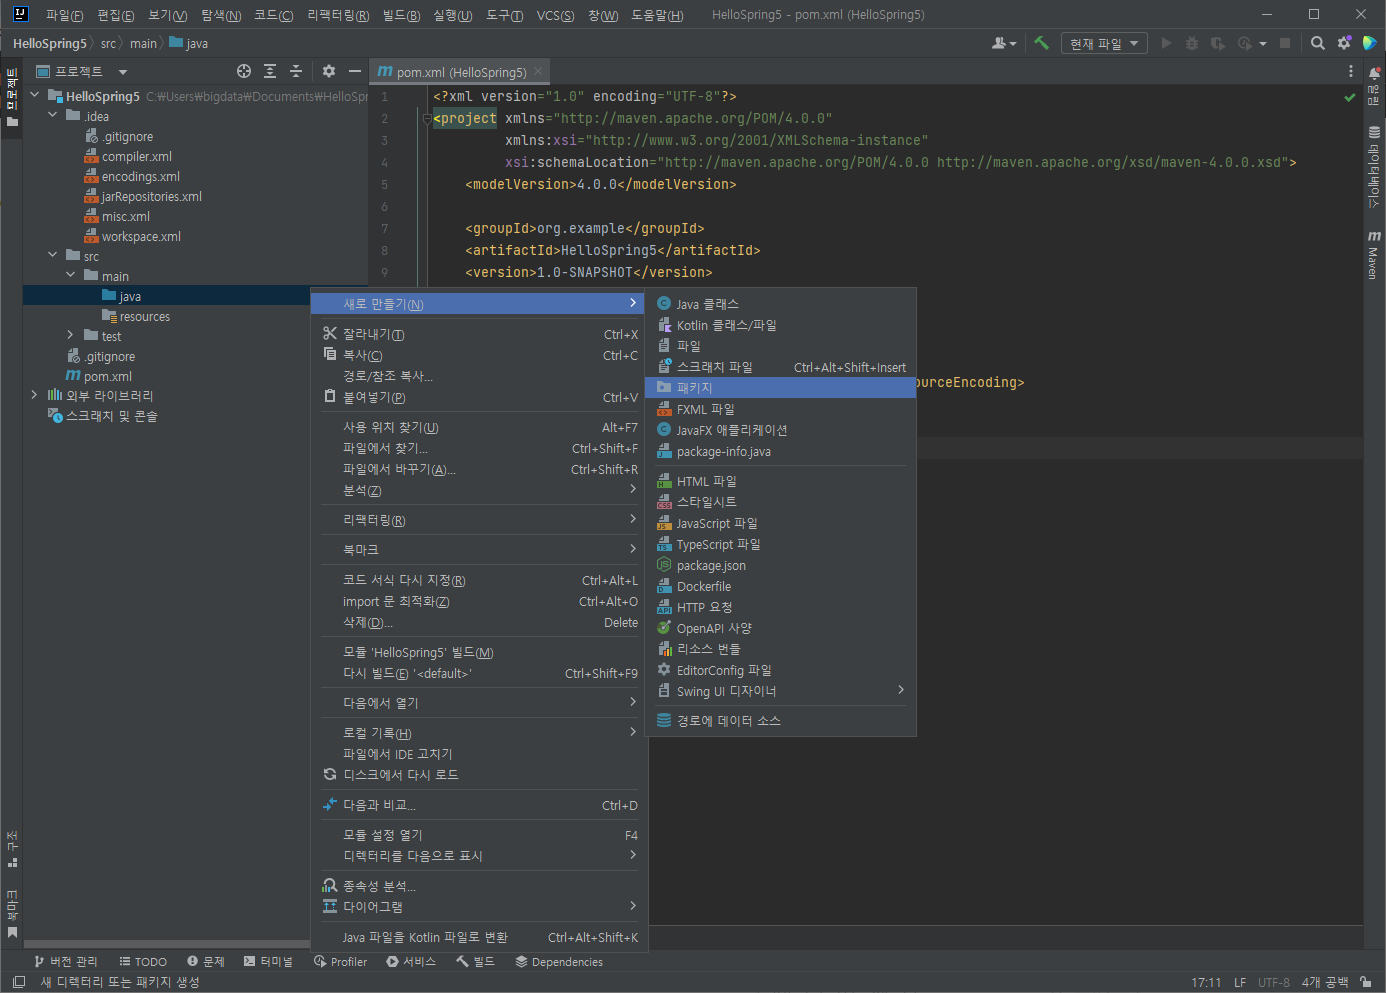 파일(F) 편집(E) 보기(V) 탐색(N) 코드(C) 리팩터링(R) 빌드(B) 실행(U) 도구(T) VCS(S) 창(W) 도움말(H) HelloSpring5 - pom.xml (HelloSpring5)
HelloSpring5 src main java
현재 파일
프로젝트
pom.xml (HelloSpring5)
프로젝트
HelloSpring5 C:₩Users₩bigdata₩Documents₩HelloSpr
.idea
.gitignore
compiler.xml
encodings.xml
jarRepositories.xml
misc.xml
workspace.xml
src
main
java
resources
test
.gitignore
pom.xml
외부 라이브러리
스크래치 및 콘솔
구조
북마크
1 <?xml version="1.0" encoding="UTF-8"?>
2 <project xmlns="http://maven.apache.org/POM/4.0.0"
3 xmlns:xsi="http://www.w3.org/2001/XMLSchema-instance"
4 xsi:schemaLocation="http://maven.apache.org/POM/4.0.0 http://maven.apache.org/xsd/maven-4.0.0.xsd">
5 <modelVersion>4.0.0</modelVersion>
6
7 <groupId>org.example</groupId>
8 <artifactId>HelloSpring5</artifactId>
9 <version>1.0-SNAPSHOT</version>
ourceEncoding>
알림
데이터베이스
Maven
새로 만들기(N)
잘라내기(T) Ctrl+X
복사(C) Ctrl+C
경로/참조 복사...
붙여넣기(P) Ctrl+V
사용 위치 찾기(U) Alt+F7
파일에서 찾기... Ctrl+Shift+F
파일에서 바꾸기(A)... Ctrl+Shift+R
분석(Z)
리팩터링(R)
북마크
코드 서식 다시 지정(R) Ctrl+Alt+L
import 문 최적화(Z) Ctrl+Alt+O
삭제(D)... Delete
모듈 'HelloSpring5' 빌드(M)
다시 빌드(E) '<default>' Ctrl+Shift+F9
다음에서 열기
로컬 기록(H)
파일에서 IDE 고치기
디스크에서 다시 로드
다음과 비교... Ctrl+D
모듈 설정 열기 F4
디렉터리를 다음으로 표시
종속성 분석...
다이어그램
Java 파일을 Kotlin 파일로 변환 Ctrl+Alt+Shift+K
Java 클래스
Kotlin 클래스/파일
파일
스크래치 파일 Ctrl+Alt+Shift+Insert
패키지
FXML 파일
JavaFX 애플리케이션
package-info.java
HTML 파일
스타일시트
JavaScript 파일
TypeScript 파일
package.json
Dockerfile
HTTP 요청
OpenAPI 사양
리소스 번들
EditorConfig 파일
Swing UI 디자이너
경로에 데이터 소스
버전 관리 TODO 문제 터미널 Profiler 서비스 빌드 Dependencies
새 디렉터리 또는 패키지 생성 17:11 LF UTF-8 4개 공백